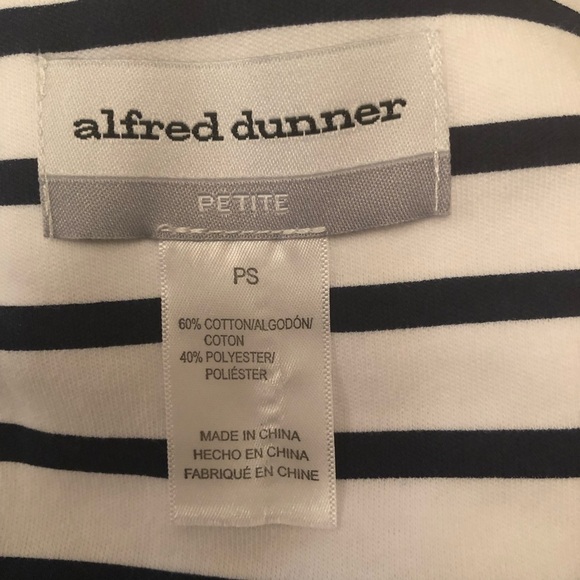 alfred dunner
PETITE
PS
60% COTTON/ALGODÓN/
COTON
40% POLYESTER/
POLIÉSTER
MADE IN CHINA
HECHO EN CHINA
FABRIQUÉ EN CHINE